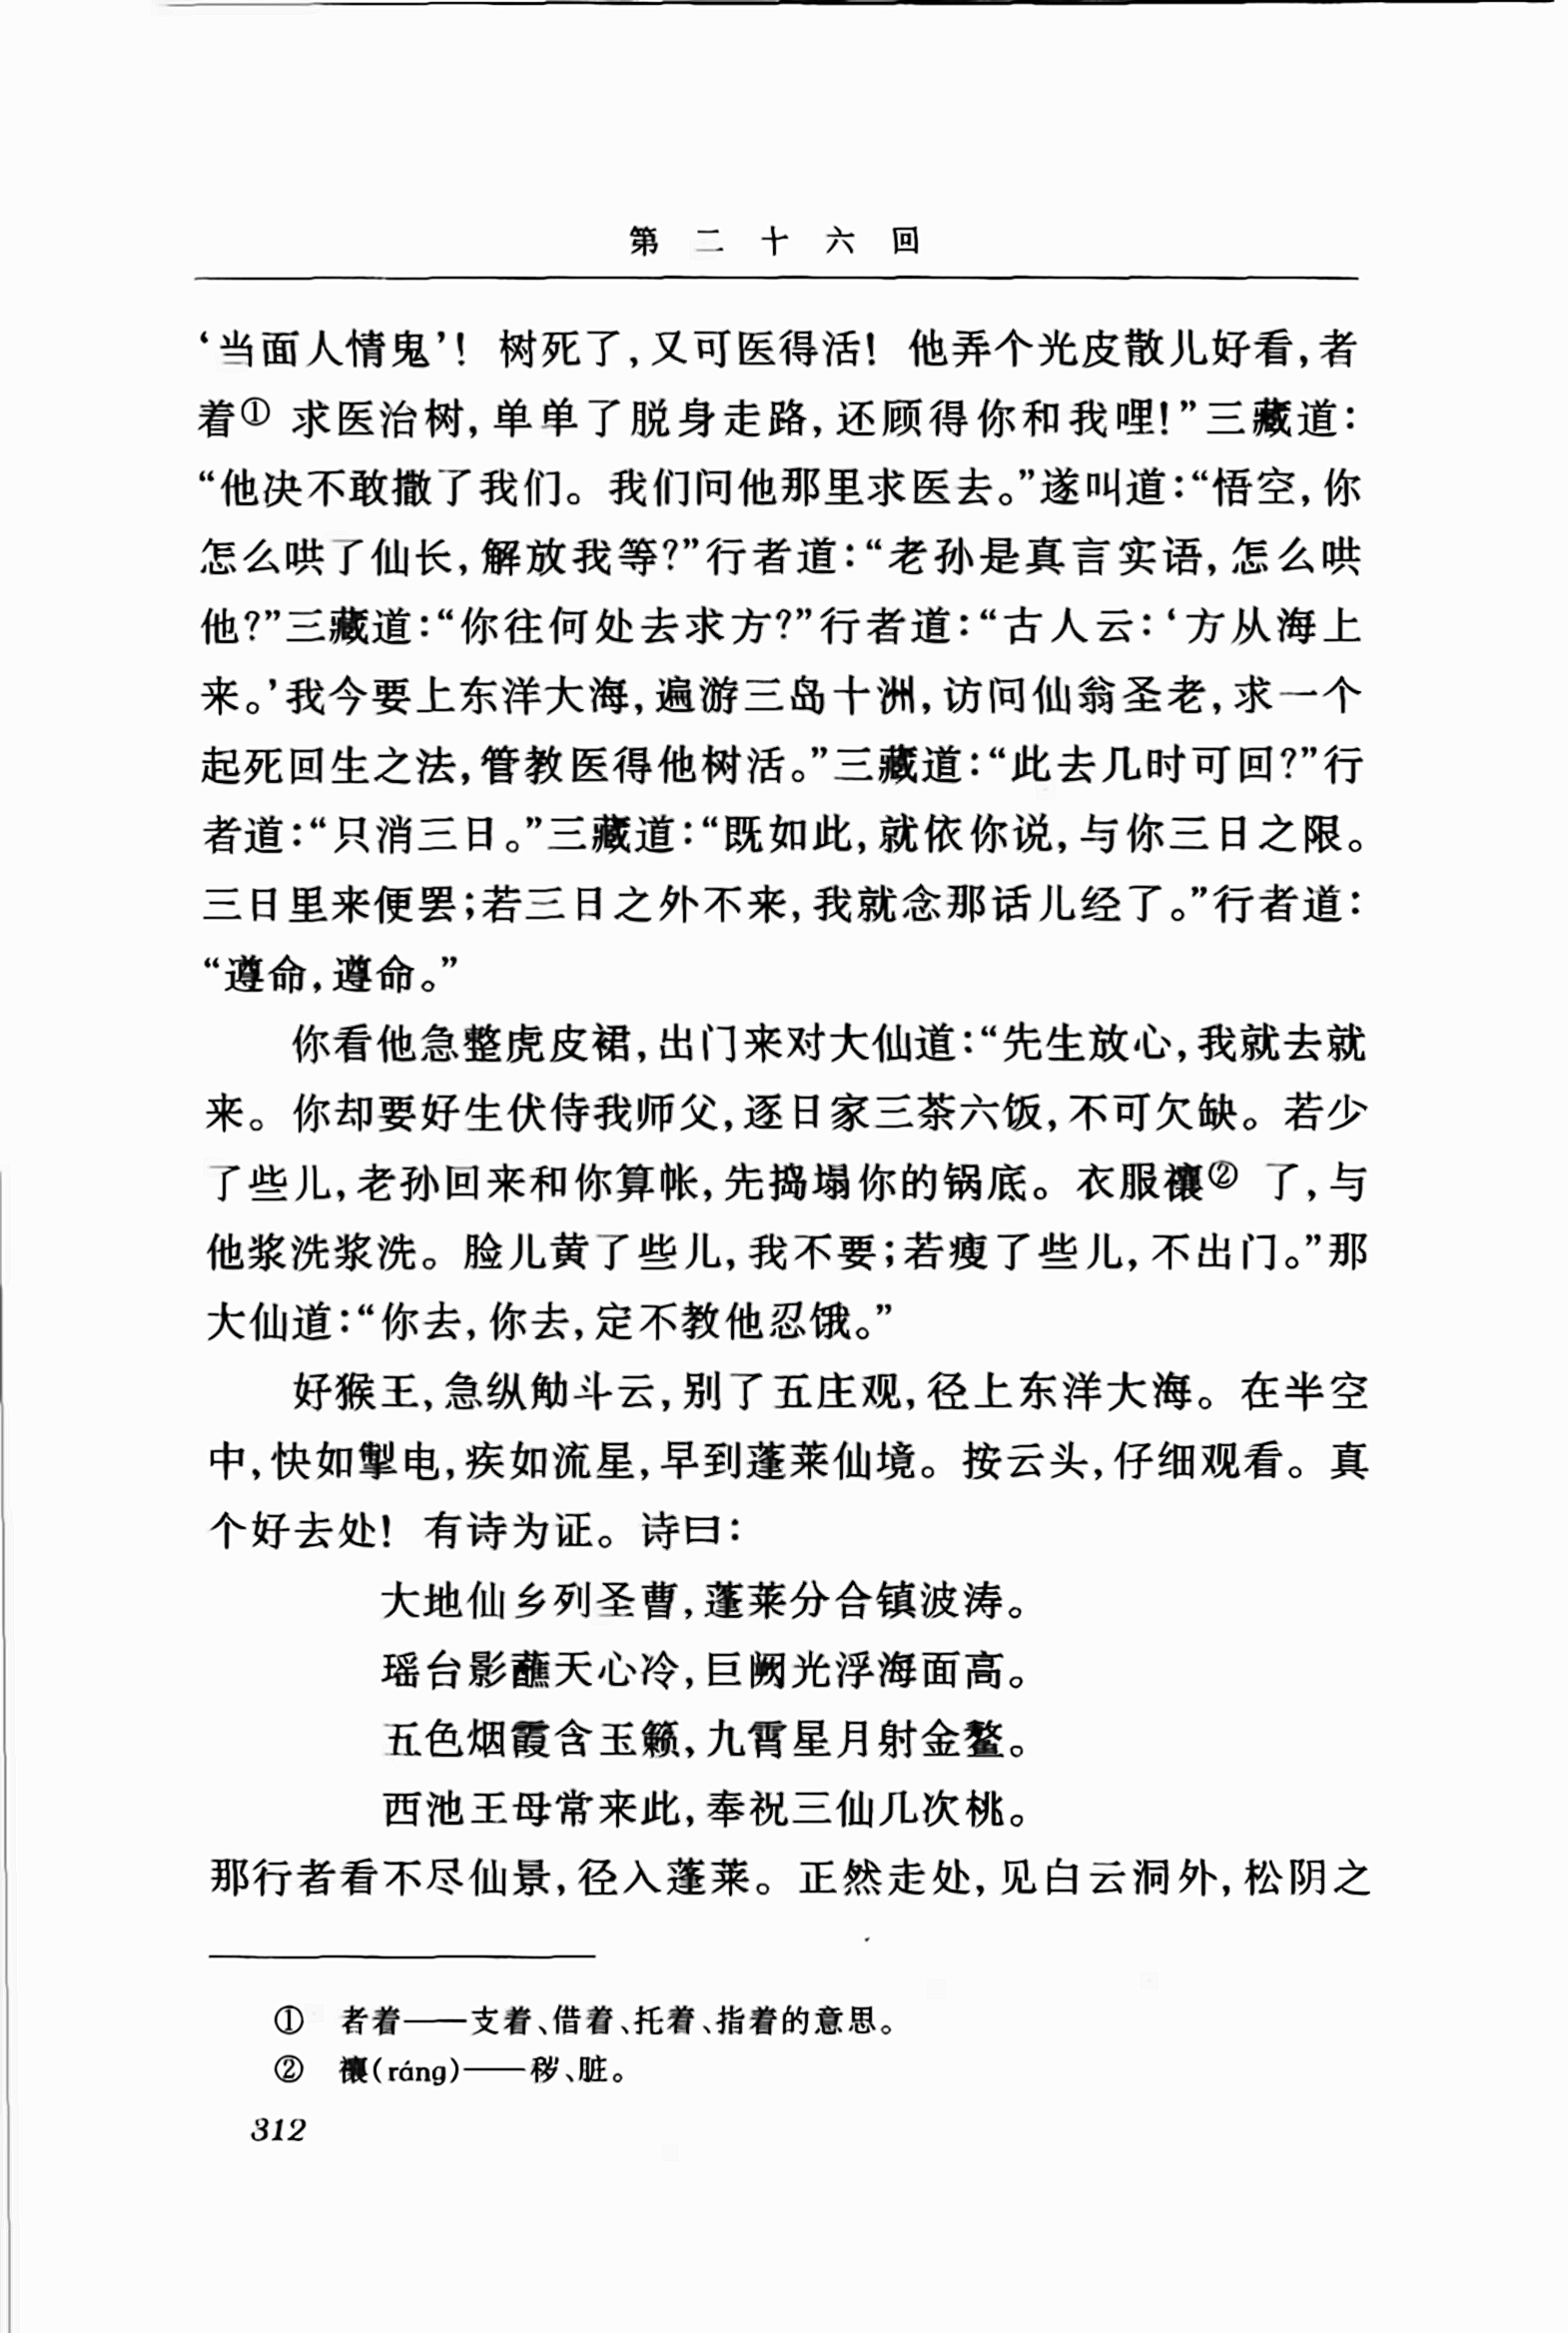 第二十六回
‘当面人情鬼’！树死了，又可医得活！他弄个光皮散儿好看，者
着① 求医治树，单单了脱身走路，还顾得你和我哩！”三藏道：
“他决不敢撒了我们。我们问他那里求医去。”遂叫道：“悟空，你
怎么哄了仙长，解放我等？”行者道：“老孙是真言实语，怎么哄
他？”三藏道：“你往何处去求方？”行者道：“古人云：‘方从海上
来。’我今要上东洋大海，遍游三岛十洲，访问仙翁圣老，求一个
起死回生之法，管教医得他树活。”三藏道：“此去几时可回？”行
者道：“只消三日。”三藏道：“既如此，就依你说，与你三日之限。
三日里来便罢；若三日之外不来，我就念那话儿经了。”行者道：
“遵命，遵命。”
你看他急整虎皮裙，出门来对大仙道：“先生放心，我就去就
来。你却要好生伏侍我师父，逐日家三茶六饭，不可欠缺。若少
了些儿，老孙回来和你算帐，先捣塌你的锅底。衣服禳② 了，与
他浆洗浆洗。脸儿黄了些儿，我不要；若瘦了些儿，不出门。”那
大仙道：“你去，你去，定不教他忍饿。”
好猴王，急纵觔斗云，别了五庄观，径上东洋大海。在半空
中，快如掣电，疾如流星，早到蓬莱仙境。按云头，仔细观看。真
个好去处！有诗为证。诗曰：
大地仙乡列圣曹，蓬莱分合镇波涛。
瑶台影蘸天心冷，巨阙光浮海面高。
五色烟霞含玉籁，九霄星月射金鳌。
西池王母常来此，奉祝三仙几次桃。
那行者看不尽仙景，径入蓬莱。正然走处，见白云洞外，松阴之
① 者着——支着、借着、托着、指着的意思。
② 禳(ráng)——秽、脏。
312